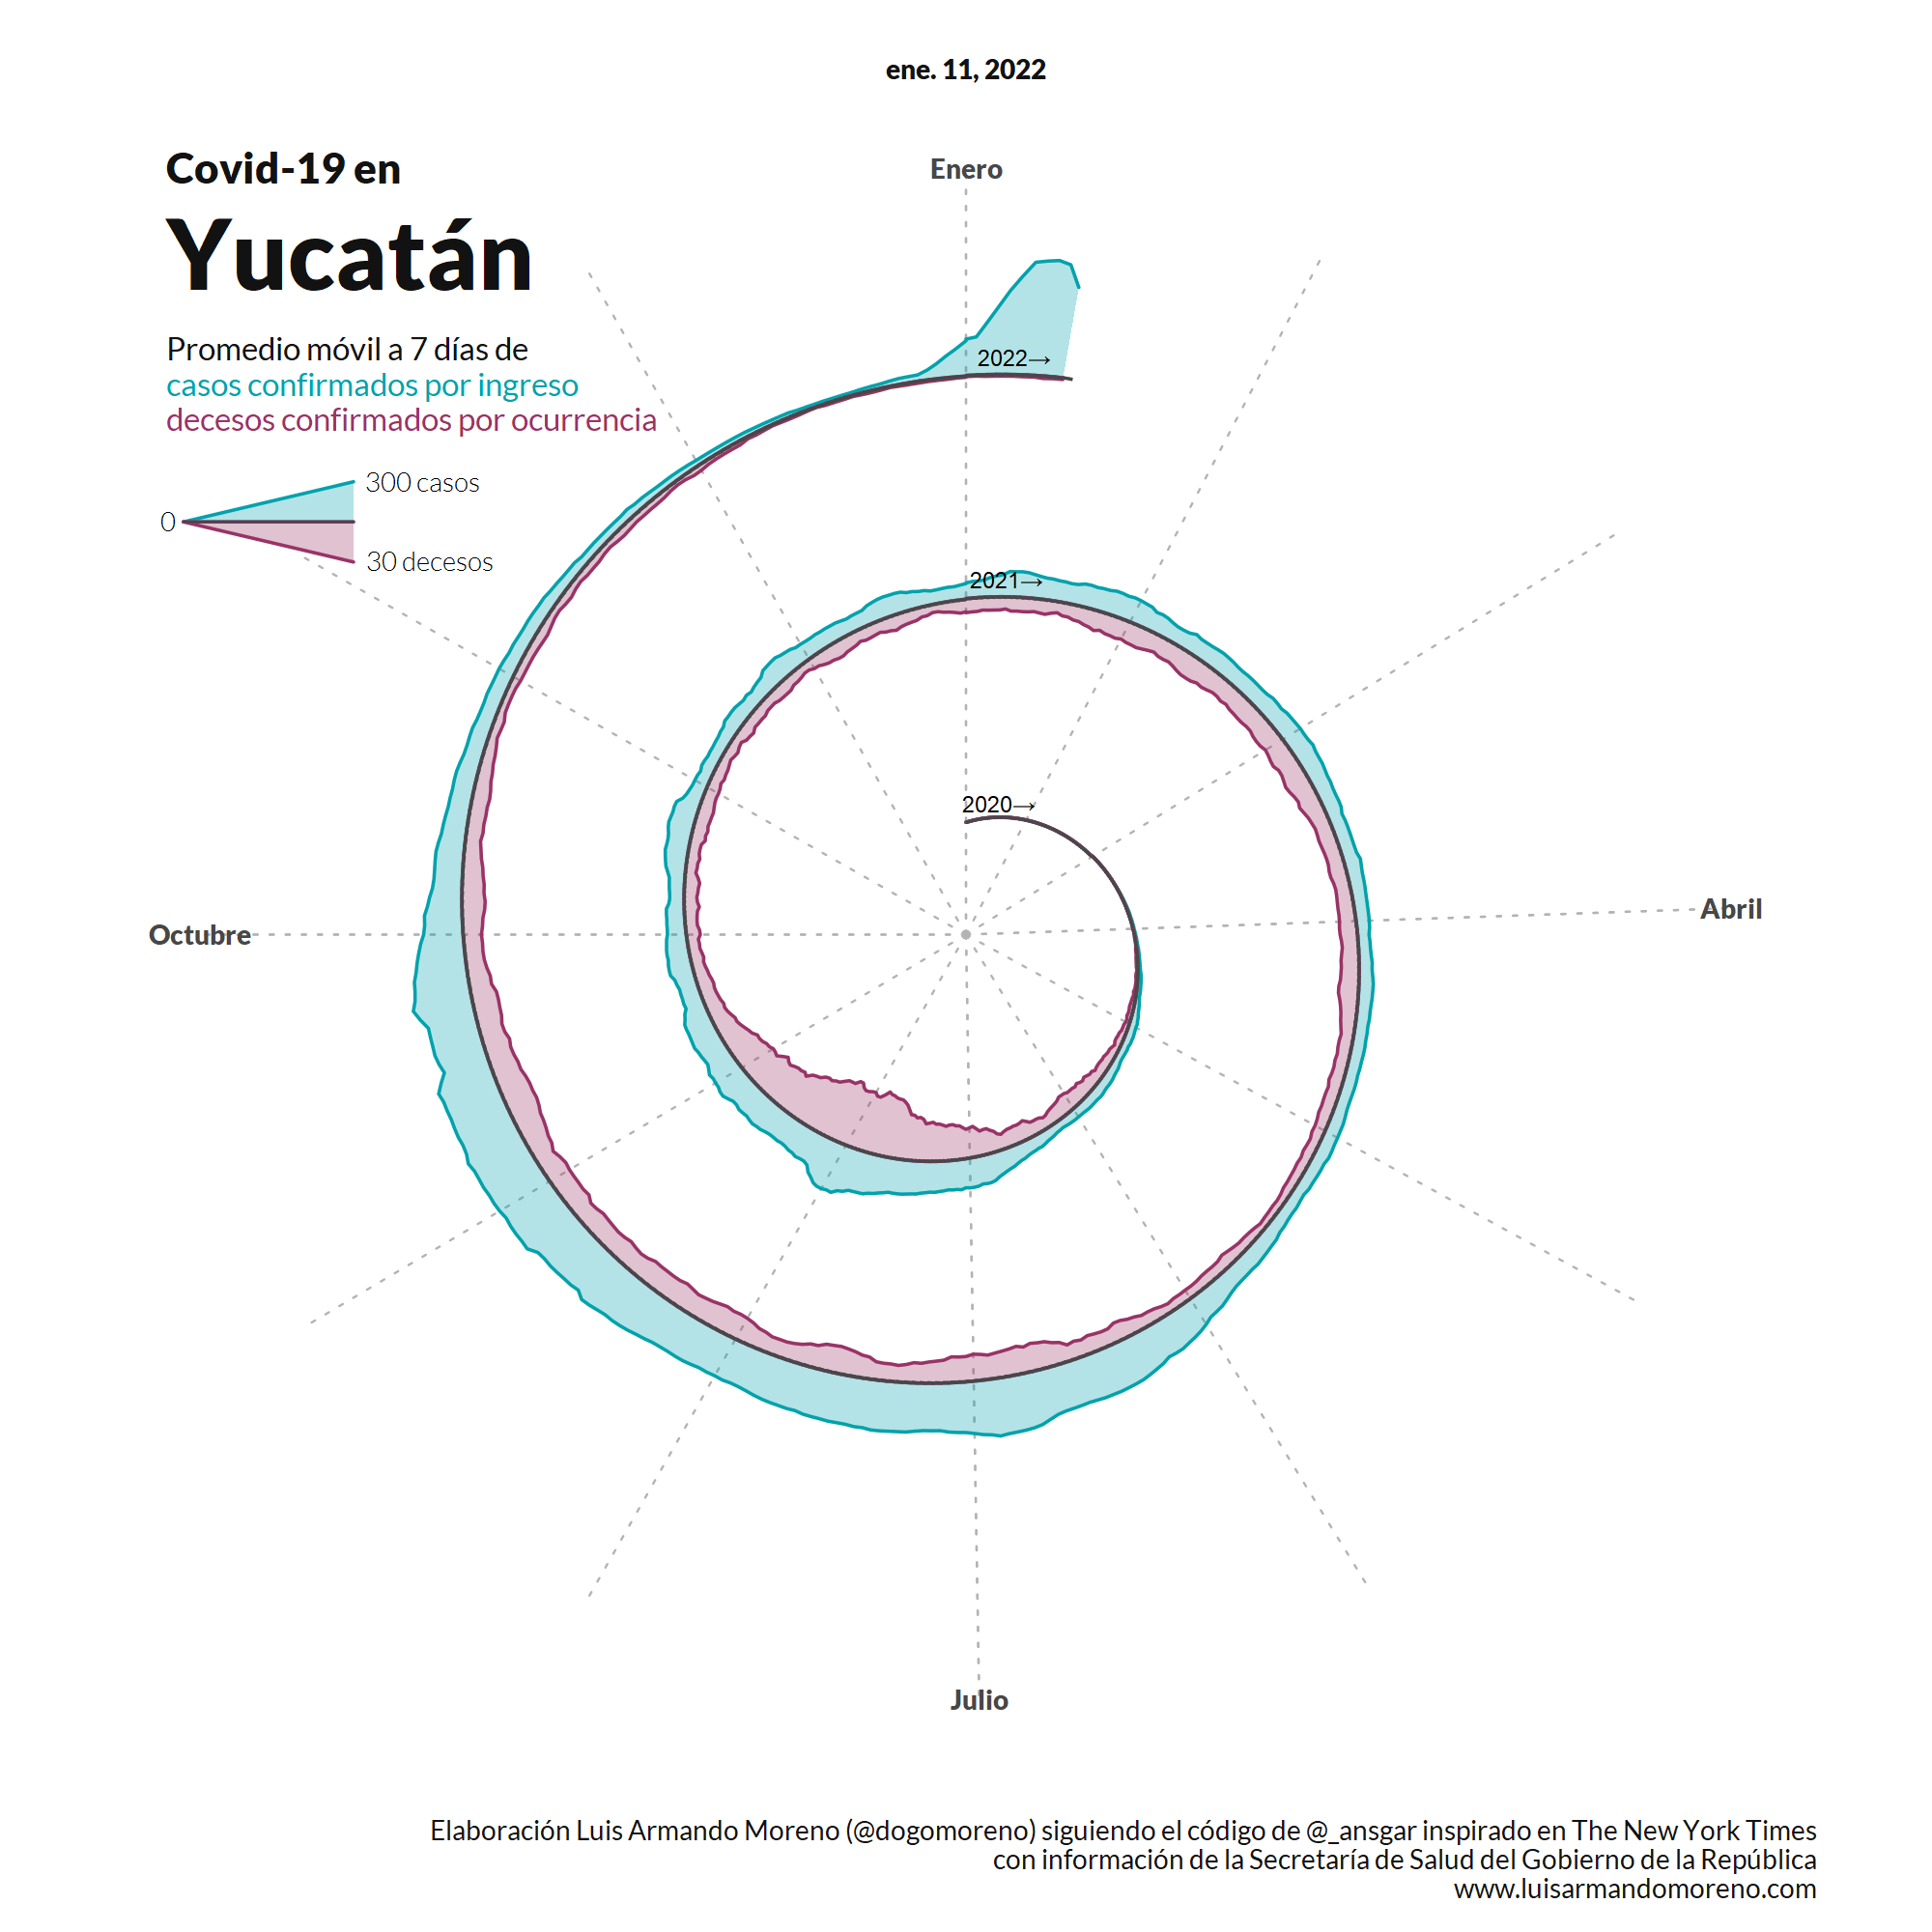 ene. 11, 2022
Covid-19 en
Yucatán
Promedio móvil a 7 días de
casos confirmados por ingreso
decesos confirmados por ocurrencia
300 casos
0
30 decesos
Enero
2022→
2021→
2020→
Abril
Octubre
Julio
Elaboración Luis Armando Moreno (@dogomoreno) siguiendo el código de @_ansgar inspirado en The New York Times
con información de la Secretaría de Salud del Gobierno de la República
www.luisarmandomoreno.com